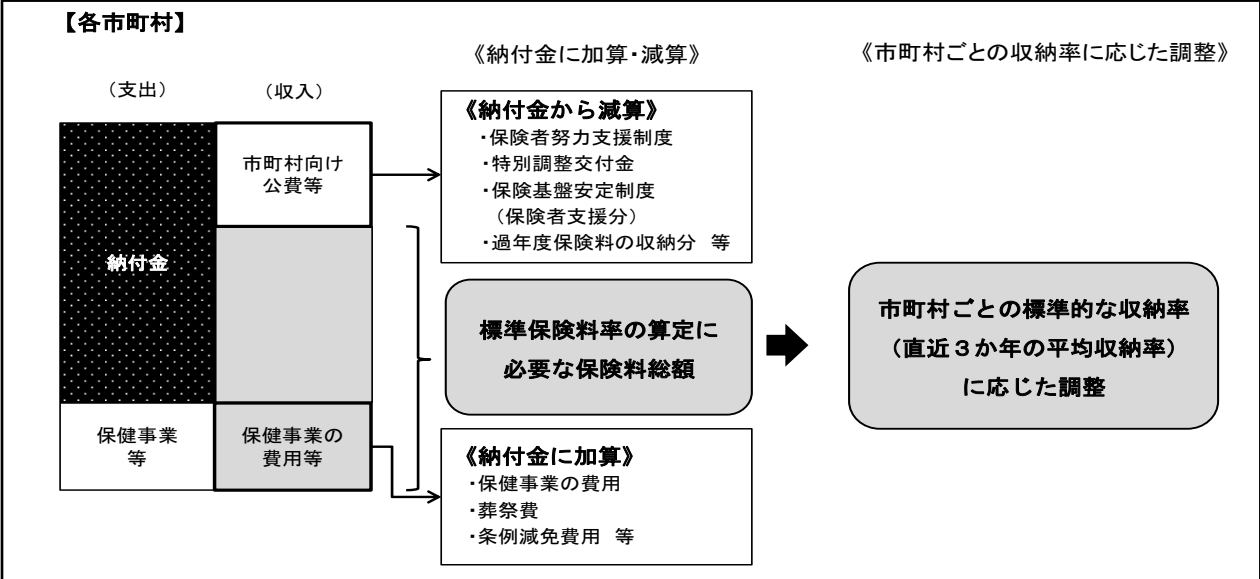 【各市町村】
《納付金に加算・減算》
《市町村ごとの収納率に応じた調整》
（支出）
（収入）
納付金
保健事業
等
市町村向け
公費等
保健事業の
費用等
《納付金から減算》
・保険者努力支援制度
・特別調整交付金
・保険基盤安定制度
（保険者支援分）
・過年度保険料の収納分　等
標準保険料率の算定に
必要な保険料総額
《納付金に加算》
・保健事業の費用
・葬祭費
・条例減免費用　等
市町村ごとの標準的な収納率
（直近３か年の平均収納率）
に応じた調整